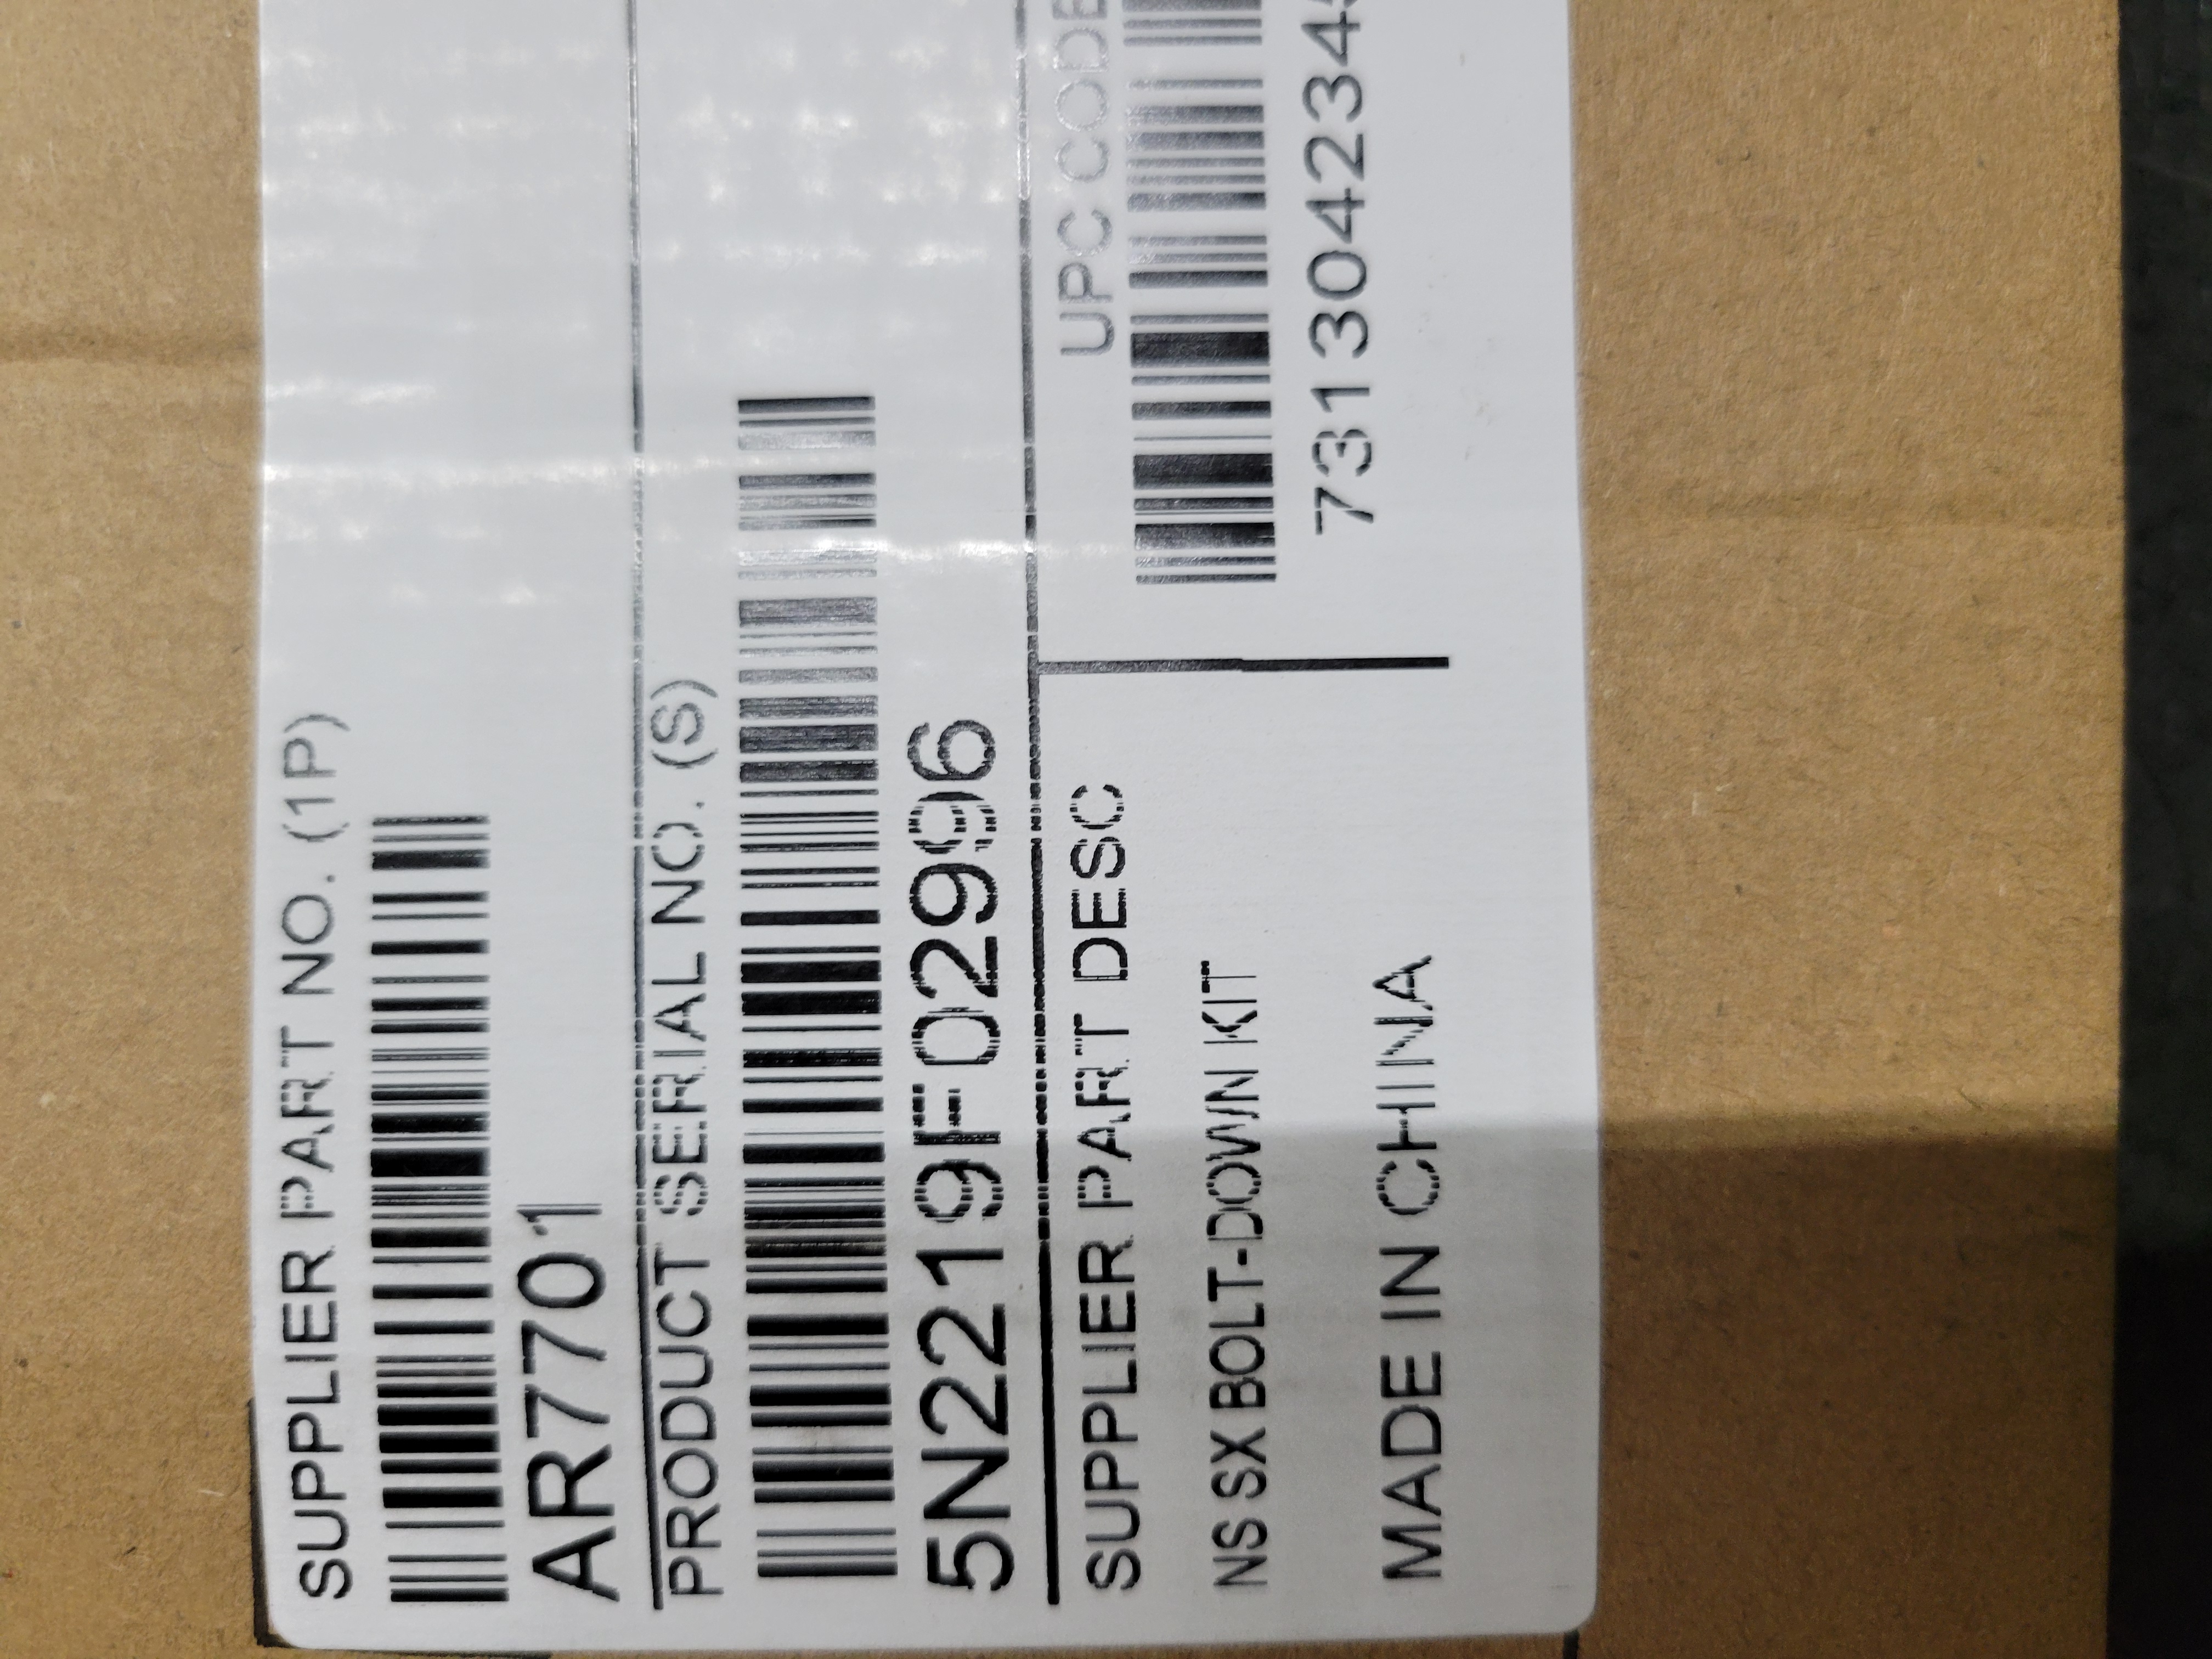 SUPPLIER PART NO. (1P)
AR7701
PRODUCT SERIAL NO. (S)
5N2219F02996
SUPPLIER PART DESC
NS SX BOLT-DOWN KIT
MADE IN CHINA
UPC CODE
731304234